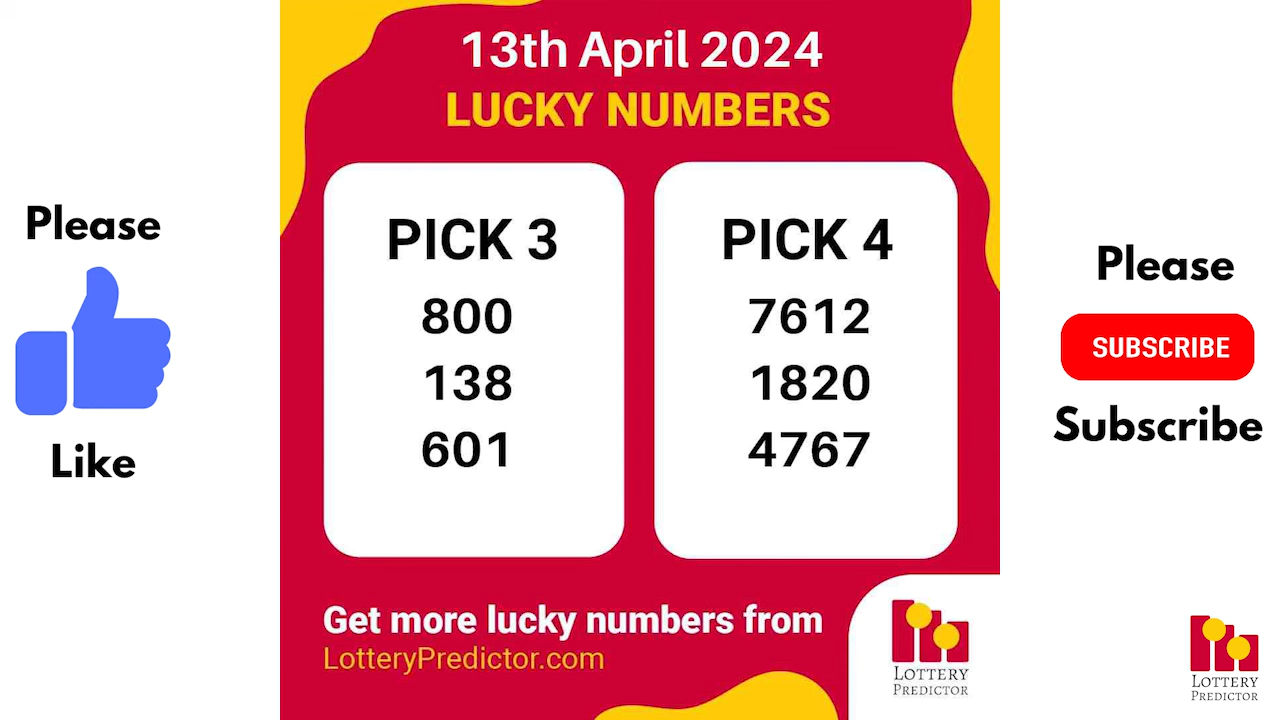 13th April 2024
LUCKY NUMBERS
Please
Like
PICK 3
800
138
601
PICK 4
7612
1820
4767
Please
SUBSCRIBE
Subscribe
Get more lucky numbers from
LotteryPredictor.com
LOTTERY
PREDICTOR
LOTTERY
PREDICTOR